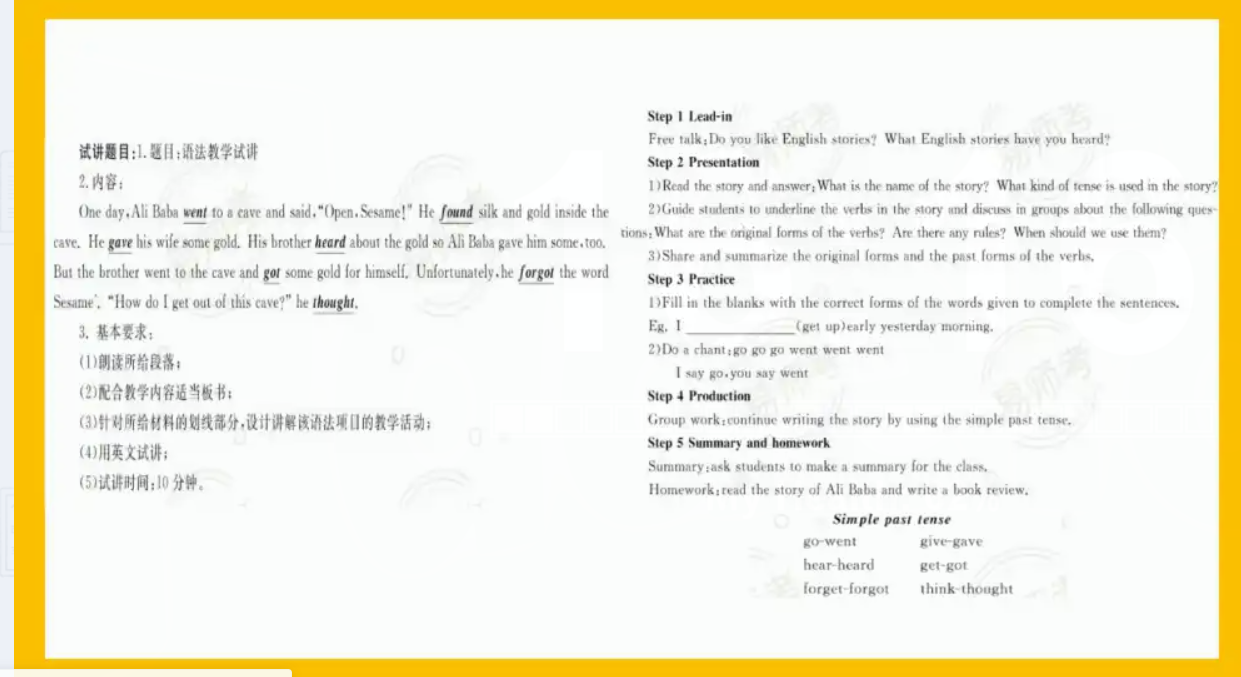 试讲题目:1.题目:语法教学试讲
2.内容:
One day,Ali Baba went to a cave and said,"Open,Sesame!" He found silk and gold inside the
cave. He gave his wife some gold. His brother heard about the gold so Ali Baba gave him some,too.
But the brother went to the cave and got some gold for himself. Unfortunately,he forgot the word
Sesame'. "How do I get out of this cave?" he thought.
3.基本要求:
(1)朗读所给段落;
(2)配合教学内容适当板书;
(3)针对所给材料的划线部分,设计讲解该语法项目的教学活动;
(4)用英文试讲;
(5)试讲时间:10分钟。
Step 1 Lead-in
Free talk:Do you like English stories? What English stories have you heard?
Step 2 Presentation
1)Read the story and answer:What is the name of the story? What kind of tense is used in the story?
2)Guide students to underline the verbs in the story and discuss in groups about the following ques-
tions:What are the original forms of the verbs? Are there any rules? When should we use them?
3)Share and summarize the original forms and the past forms of the verbs.
Step 3 Practice
1)Fill in the blanks with the correct forms of the words given to complete the sentences.
Eg. I ____________(get up)early yesterday morning.
2)Do a chant:go go go went went went
I say go,you say went
Step 4 Production
Group work:continue writing the story by using the simple past tense.
Step 5 Summary and homework
Summary:ask students to make a summary for the class.
Homework:read the story of Ali Baba and write a book review.
Simple past tense
go-went give-gave
hear-heard get-got
forget-forgot think-thought
易师考
易师考